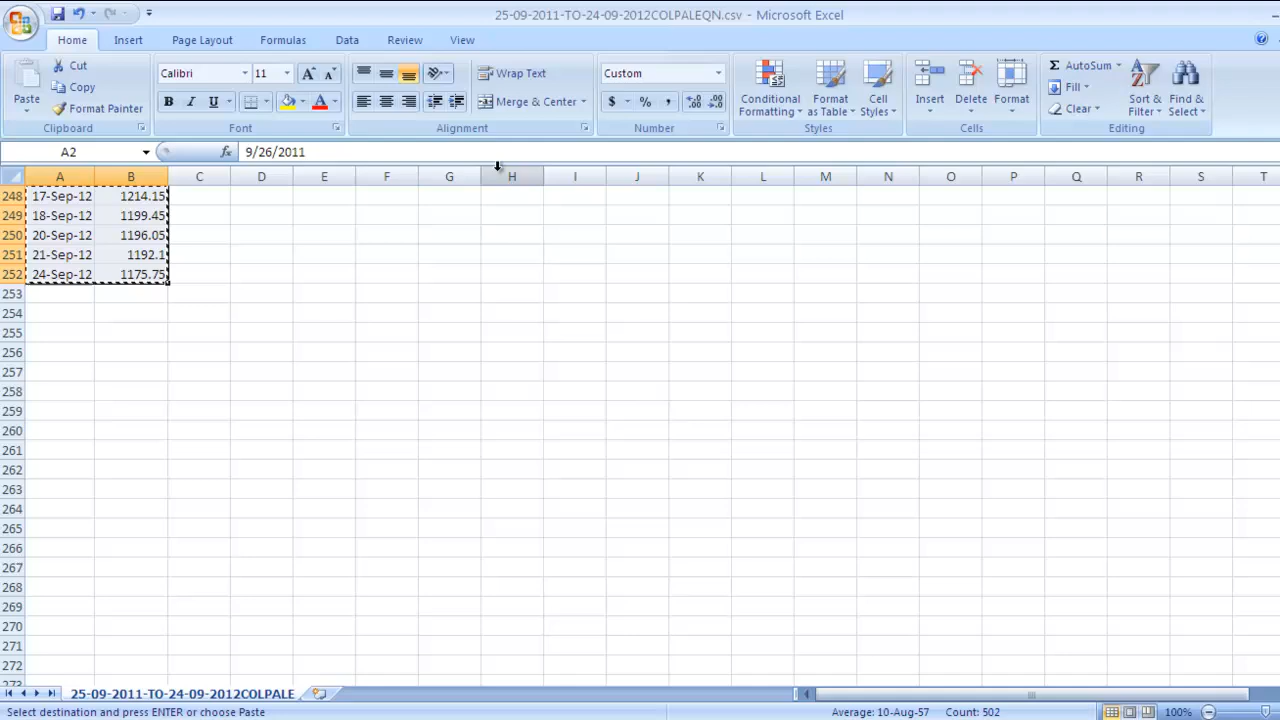 25-09-2011-TO-24-09-2012COLPALEQN.csv - Microsoft Excel
Home Insert Page Layout Formulas Data Review View
Paste
Cut
Copy
Format Painter
Clipboard
Calibri 11
A A
B I U A
Font
Wrap Text
Merge & Center
Alignment
Custom
$ % , .0 .00 .00 .0
Number
Conditional Formatting
Format as Table
Cell Styles
Styles
Insert Delete Format
Cells
Σ AutoSum
Fill
Clear
Sort & Filter
Find & Select
Editing
A2 fx 9/26/2011
A B C D E F G H I J K L M N O P Q R S T
248 17-Sep-12 1214.15
249 18-Sep-12 1199.45
250 20-Sep-12 1196.05
251 21-Sep-12 1192.1
252 24-Sep-12 1175.75
253
254
255
256
257
258
259
260
261
262
263
264
265
266
267
268
269
270
271
272
273
25-09-2011-TO-24-09-2012COLPALE
Select destination and press ENTER or choose Paste Average: 10-Aug-57 Count: 502 100%